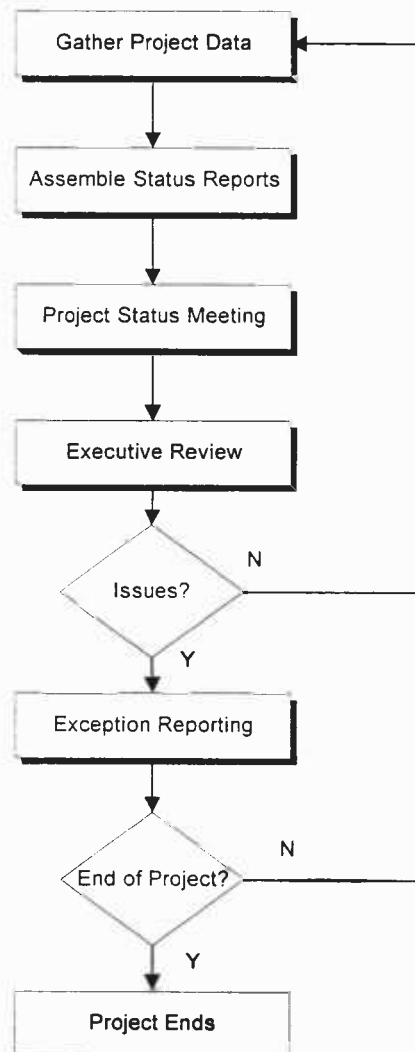 Gather Project Data
Assemble Status Reports
Project Status Meeting
Executive Review
Issues?
N
Y
Exception Reporting
End of Project?
N
Y
Project Ends